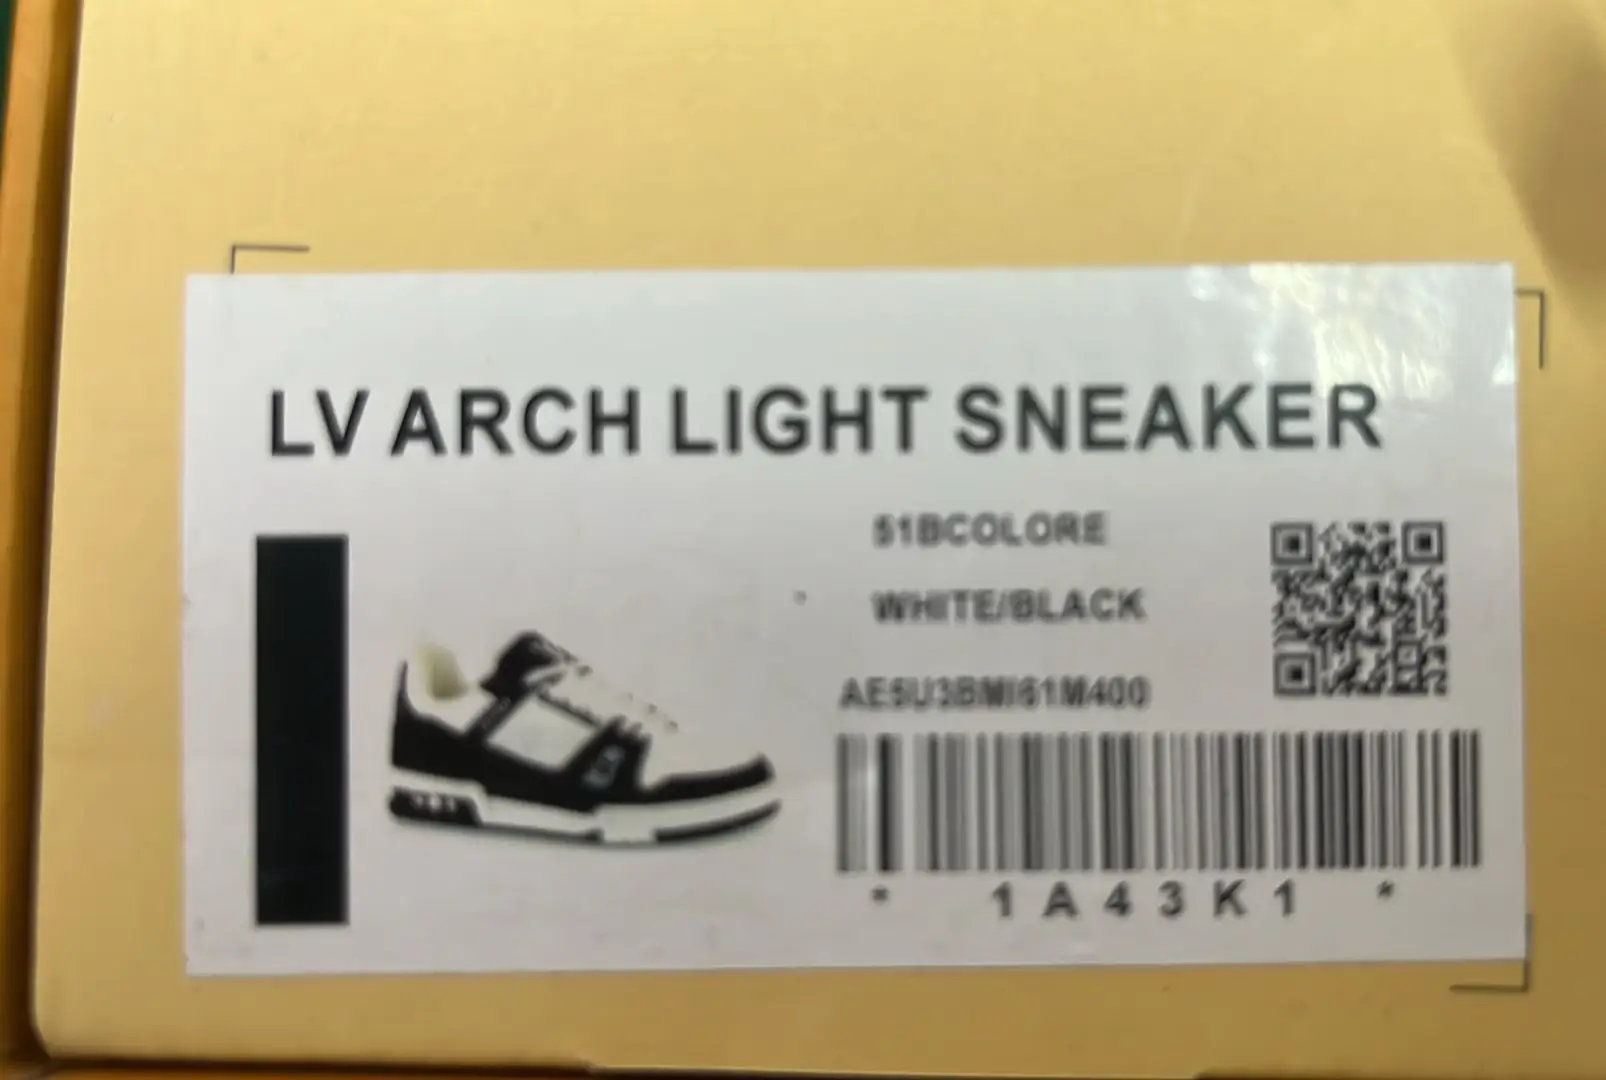 LV ARCH LIGHT SNEAKER
51BCOLORE
WHITE/BLACK
AE5U3BMI61M400
* 1A43K1 *